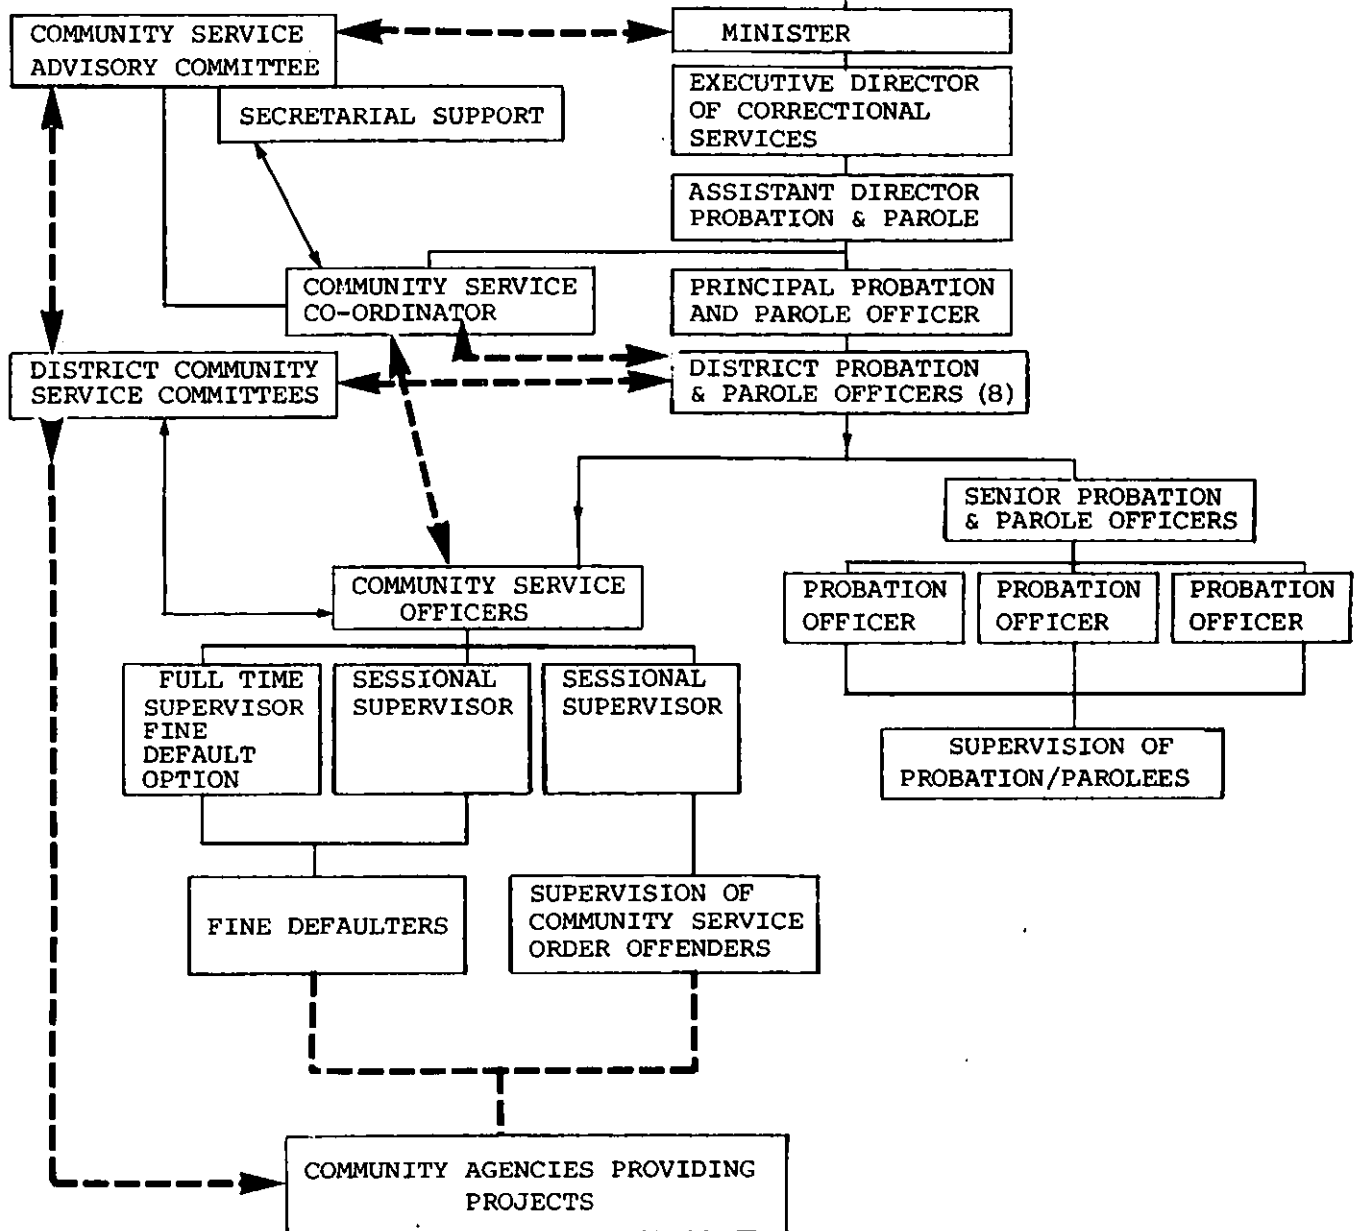 COMMUNITY SERVICE
ADVISORY COMMITTEE
MINISTER
SECRETARIAL SUPPORT
EXECUTIVE DIRECTOR
OF CORRECTIONAL
SERVICES
ASSISTANT DIRECTOR
PROBATION & PAROLE
COMMUNITY SERVICE
CO-ORDINATOR
PRINCIPAL PROBATION
AND PAROLE OFFICER
DISTRICT COMMUNITY
SERVICE COMMITTEES
DISTRICT PROBATION
& PAROLE OFFICERS (8)
SENIOR PROBATION
& PAROLE OFFICERS
COMMUNITY SERVICE
OFFICERS
PROBATION
OFFICER
PROBATION
OFFICER
PROBATION
OFFICER
FULL TIME
SUPERVISOR
FINE
DEFAULT
OPTION
SESSIONAL
SUPERVISOR
SESSIONAL
SUPERVISOR
SUPERVISION OF
PROBATION/PAROLEES
FINE DEFAULTERS
SUPERVISION OF
COMMUNITY SERVICE
ORDER OFFENDERS
COMMUNITY AGENCIES PROVIDING
PROJECTS